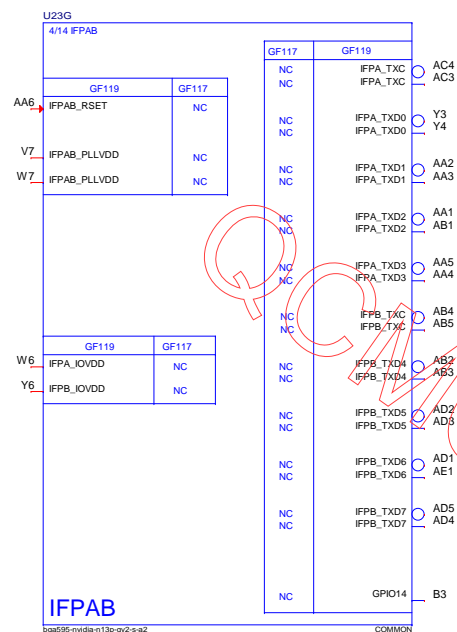 U23G
4/14 IFPAB
GF119 GF117
AA6 IFPAB_RSET NC
V7 IFPAB_PLLVDD NC
W7 IFPAB_PLLVDD NC
GF119 GF117
W6 IFPA_IOVDD NC
Y6 IFPB_IOVDD NC
GF117 GF119
NC IFPA_TXC AC4
NC IFPA_TXC AC3
NC IFPA_TXD0 Y3
NC IFPA_TXD0 Y4
NC IFPA_TXD1 AA2
NC IFPA_TXD1 AA3
NC IFPA_TXD2 AA1
NC IFPA_TXD2 AB1
NC IFPA_TXD3 AA5
NC IFPA_TXD3 AA4
NC IFPB_TXC AB4
NC IFPB_TXC AB5
NC IFPB_TXD4 AB2
NC IFPB_TXD4 AB3
NC IFPB_TXD5 AD2
NC IFPB_TXD5 AD3
NC IFPB_TXD6 AD1
NC IFPB_TXD6 AE1
NC IFPB_TXD7 AD5
NC IFPB_TXD7 AD4
NC GPIO14 B3
IFPAB
bga595-nvidia-n13p-gv2-s-a2 COMMON